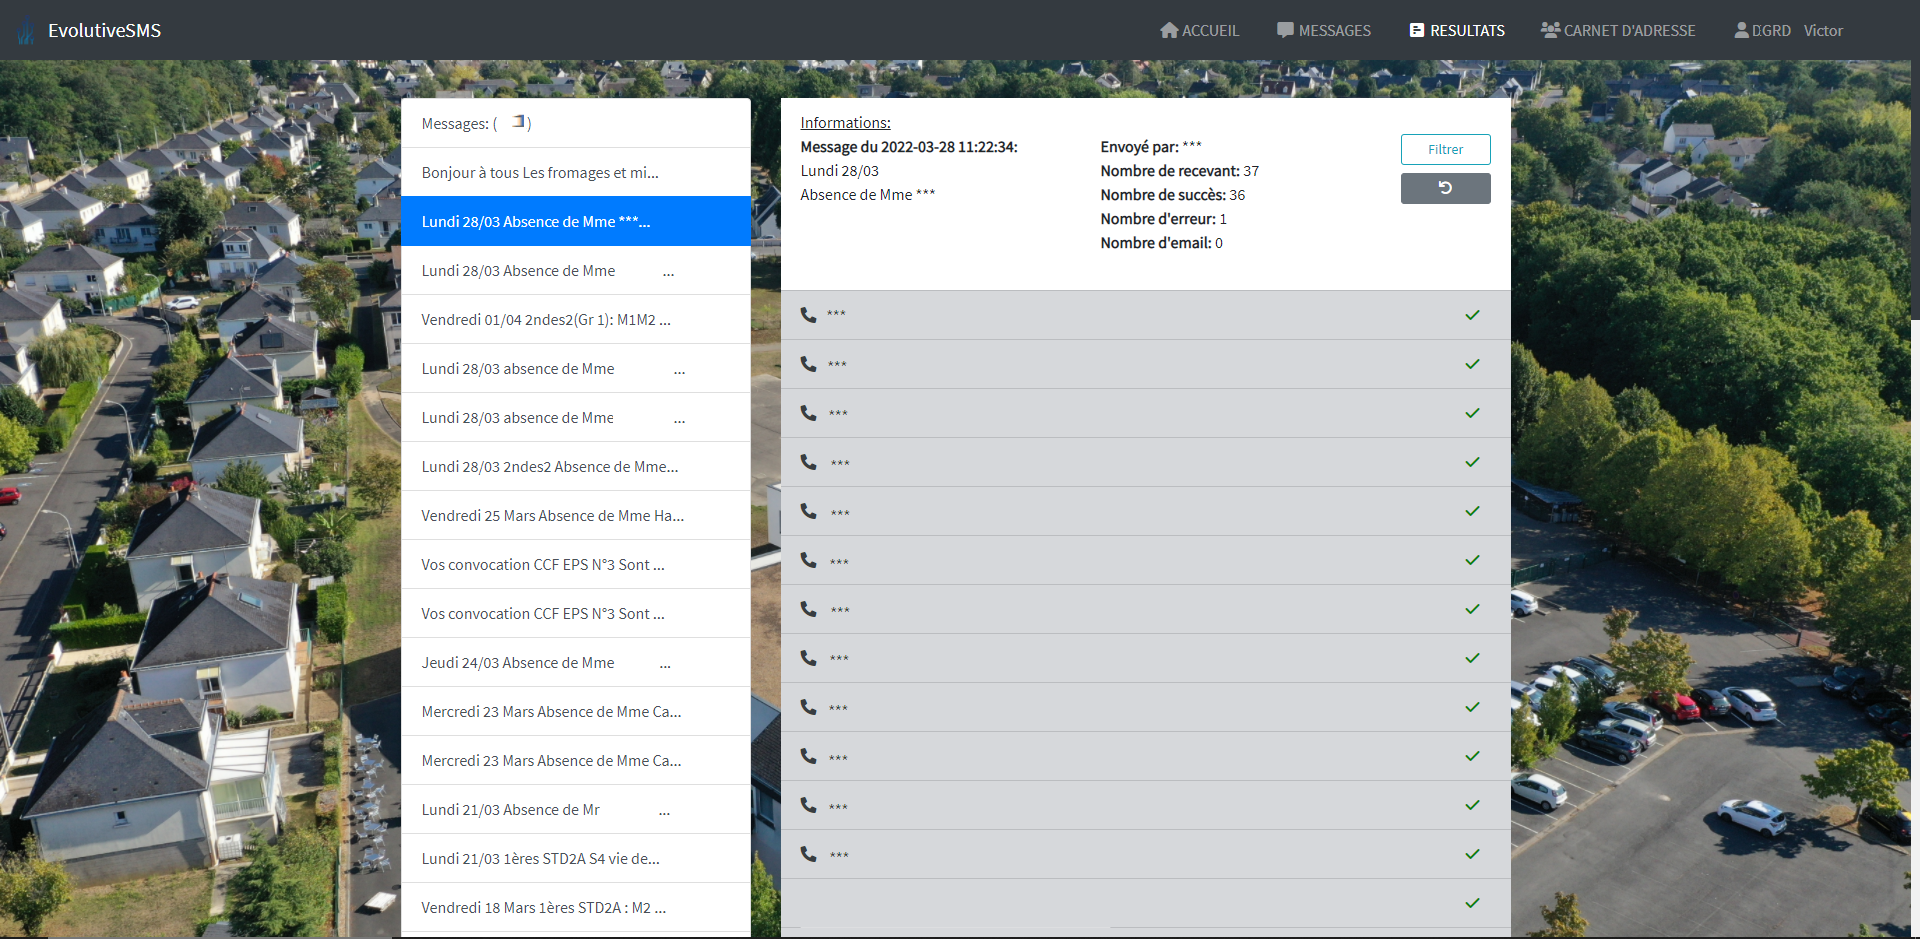 EvolutiveSMS
ACCUEIL
MESSAGES
RESULTATS
CARNET D'ADRESSE
Victor
Messages: ( )
Bonjour à tous Les fromages et mi...
Lundi 28/03 Absence de Mme ***...
Lundi 28/03 Absence de Mme ...
Vendredi 01/04 2ndes2(Gr 1): M1M2 ...
Lundi 28/03 absence de Mme ...
Lundi 28/03 absence de Mme ...
Lundi 28/03 2ndes2 Absence de Mme...
Vendredi 25 Mars Absence de Mme Ha...
Vos convocation CCF EPS N°3 Sont ...
Vos convocation CCF EPS N°3 Sont ...
Jeudi 24/03 Absence de Mme ...
Mercredi 23 Mars Absence de Mme Ca...
Mercredi 23 Mars Absence de Mme Ca...
Lundi 21/03 Absence de Mr ...
Lundi 21/03 1ères STD2A S4 vie de...
Vendredi 18 Mars 1ères STD2A : M2 ...
Informations:
Message du 2022-03-28 11:22:34:
Lundi 28/03
Absence de Mme ***
Envoyé par: ***
Nombre de recevant: 37
Nombre de succès: 36
Nombre d'erreur: 1
Nombre d'email: 0
Filtrer
***
***
***
***
***
***
***
***
***
***
***
***